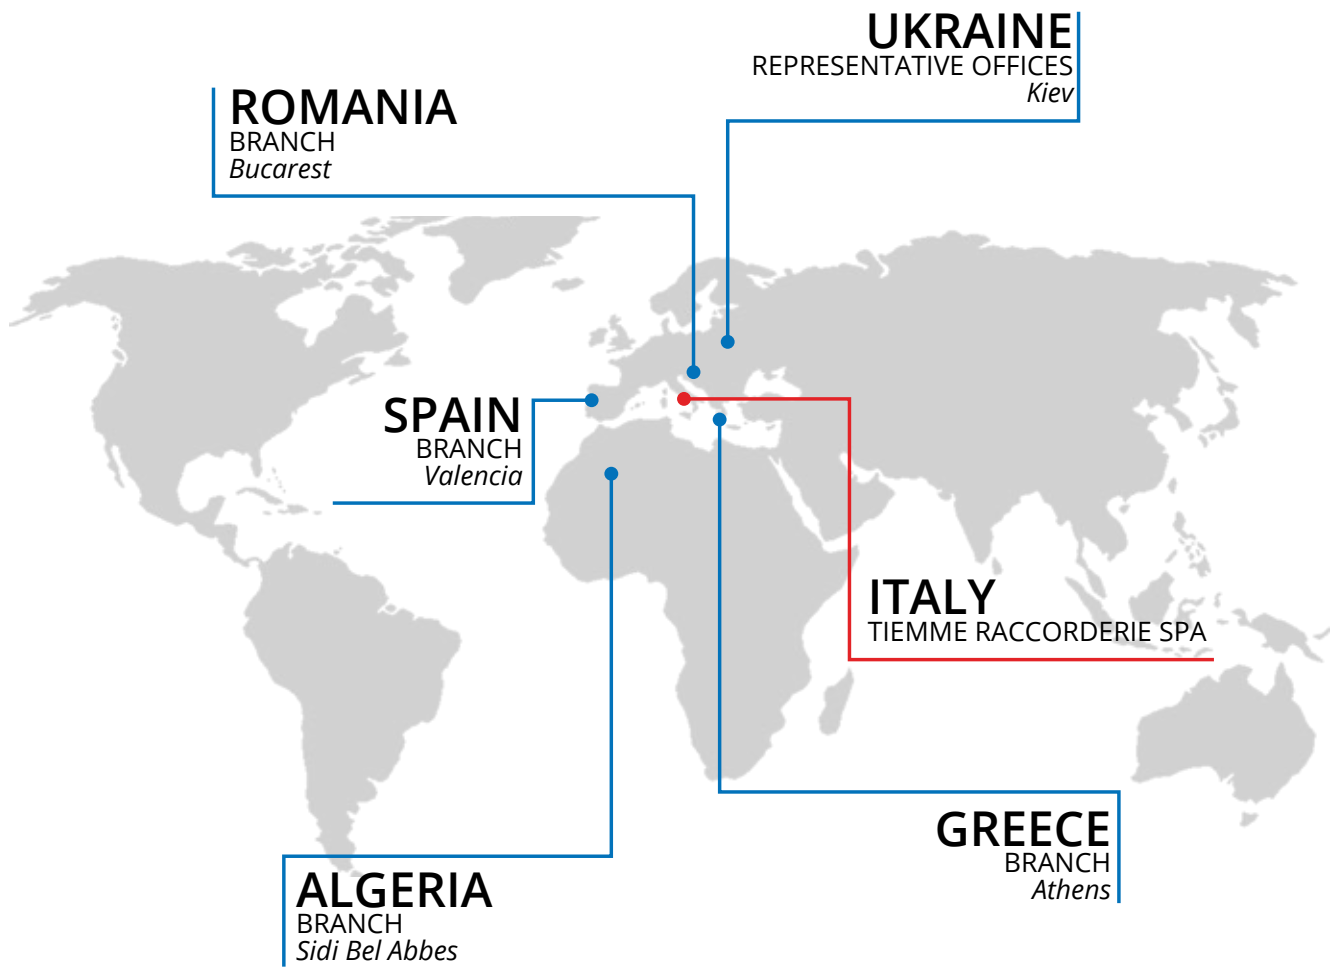 UKRAINE
REPRESENTATIVE OFFICES
Kiev
ROMANIA
BRANCH
Bucarest
SPAIN
BRANCH
Valencia
ITALY
TIEMME RACCORDERIE SPA
GREECE
BRANCH
Athens
ALGERIA
BRANCH
Sidi Bel Abbes